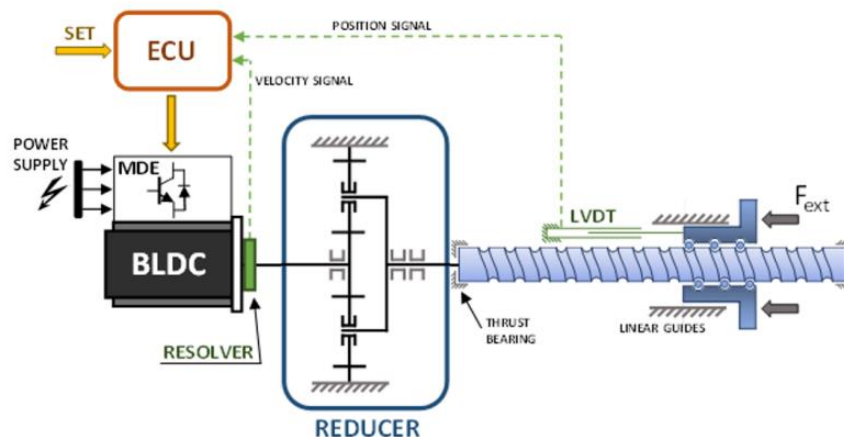 SET
ECU
POSITION SIGNAL
VELOCITY SIGNAL
POWER
SUPPLY
MDE
BLDC
RESOLVER
REDUCER
LVDT
Fext
THRUST
BEARING
LINEAR GUIDES